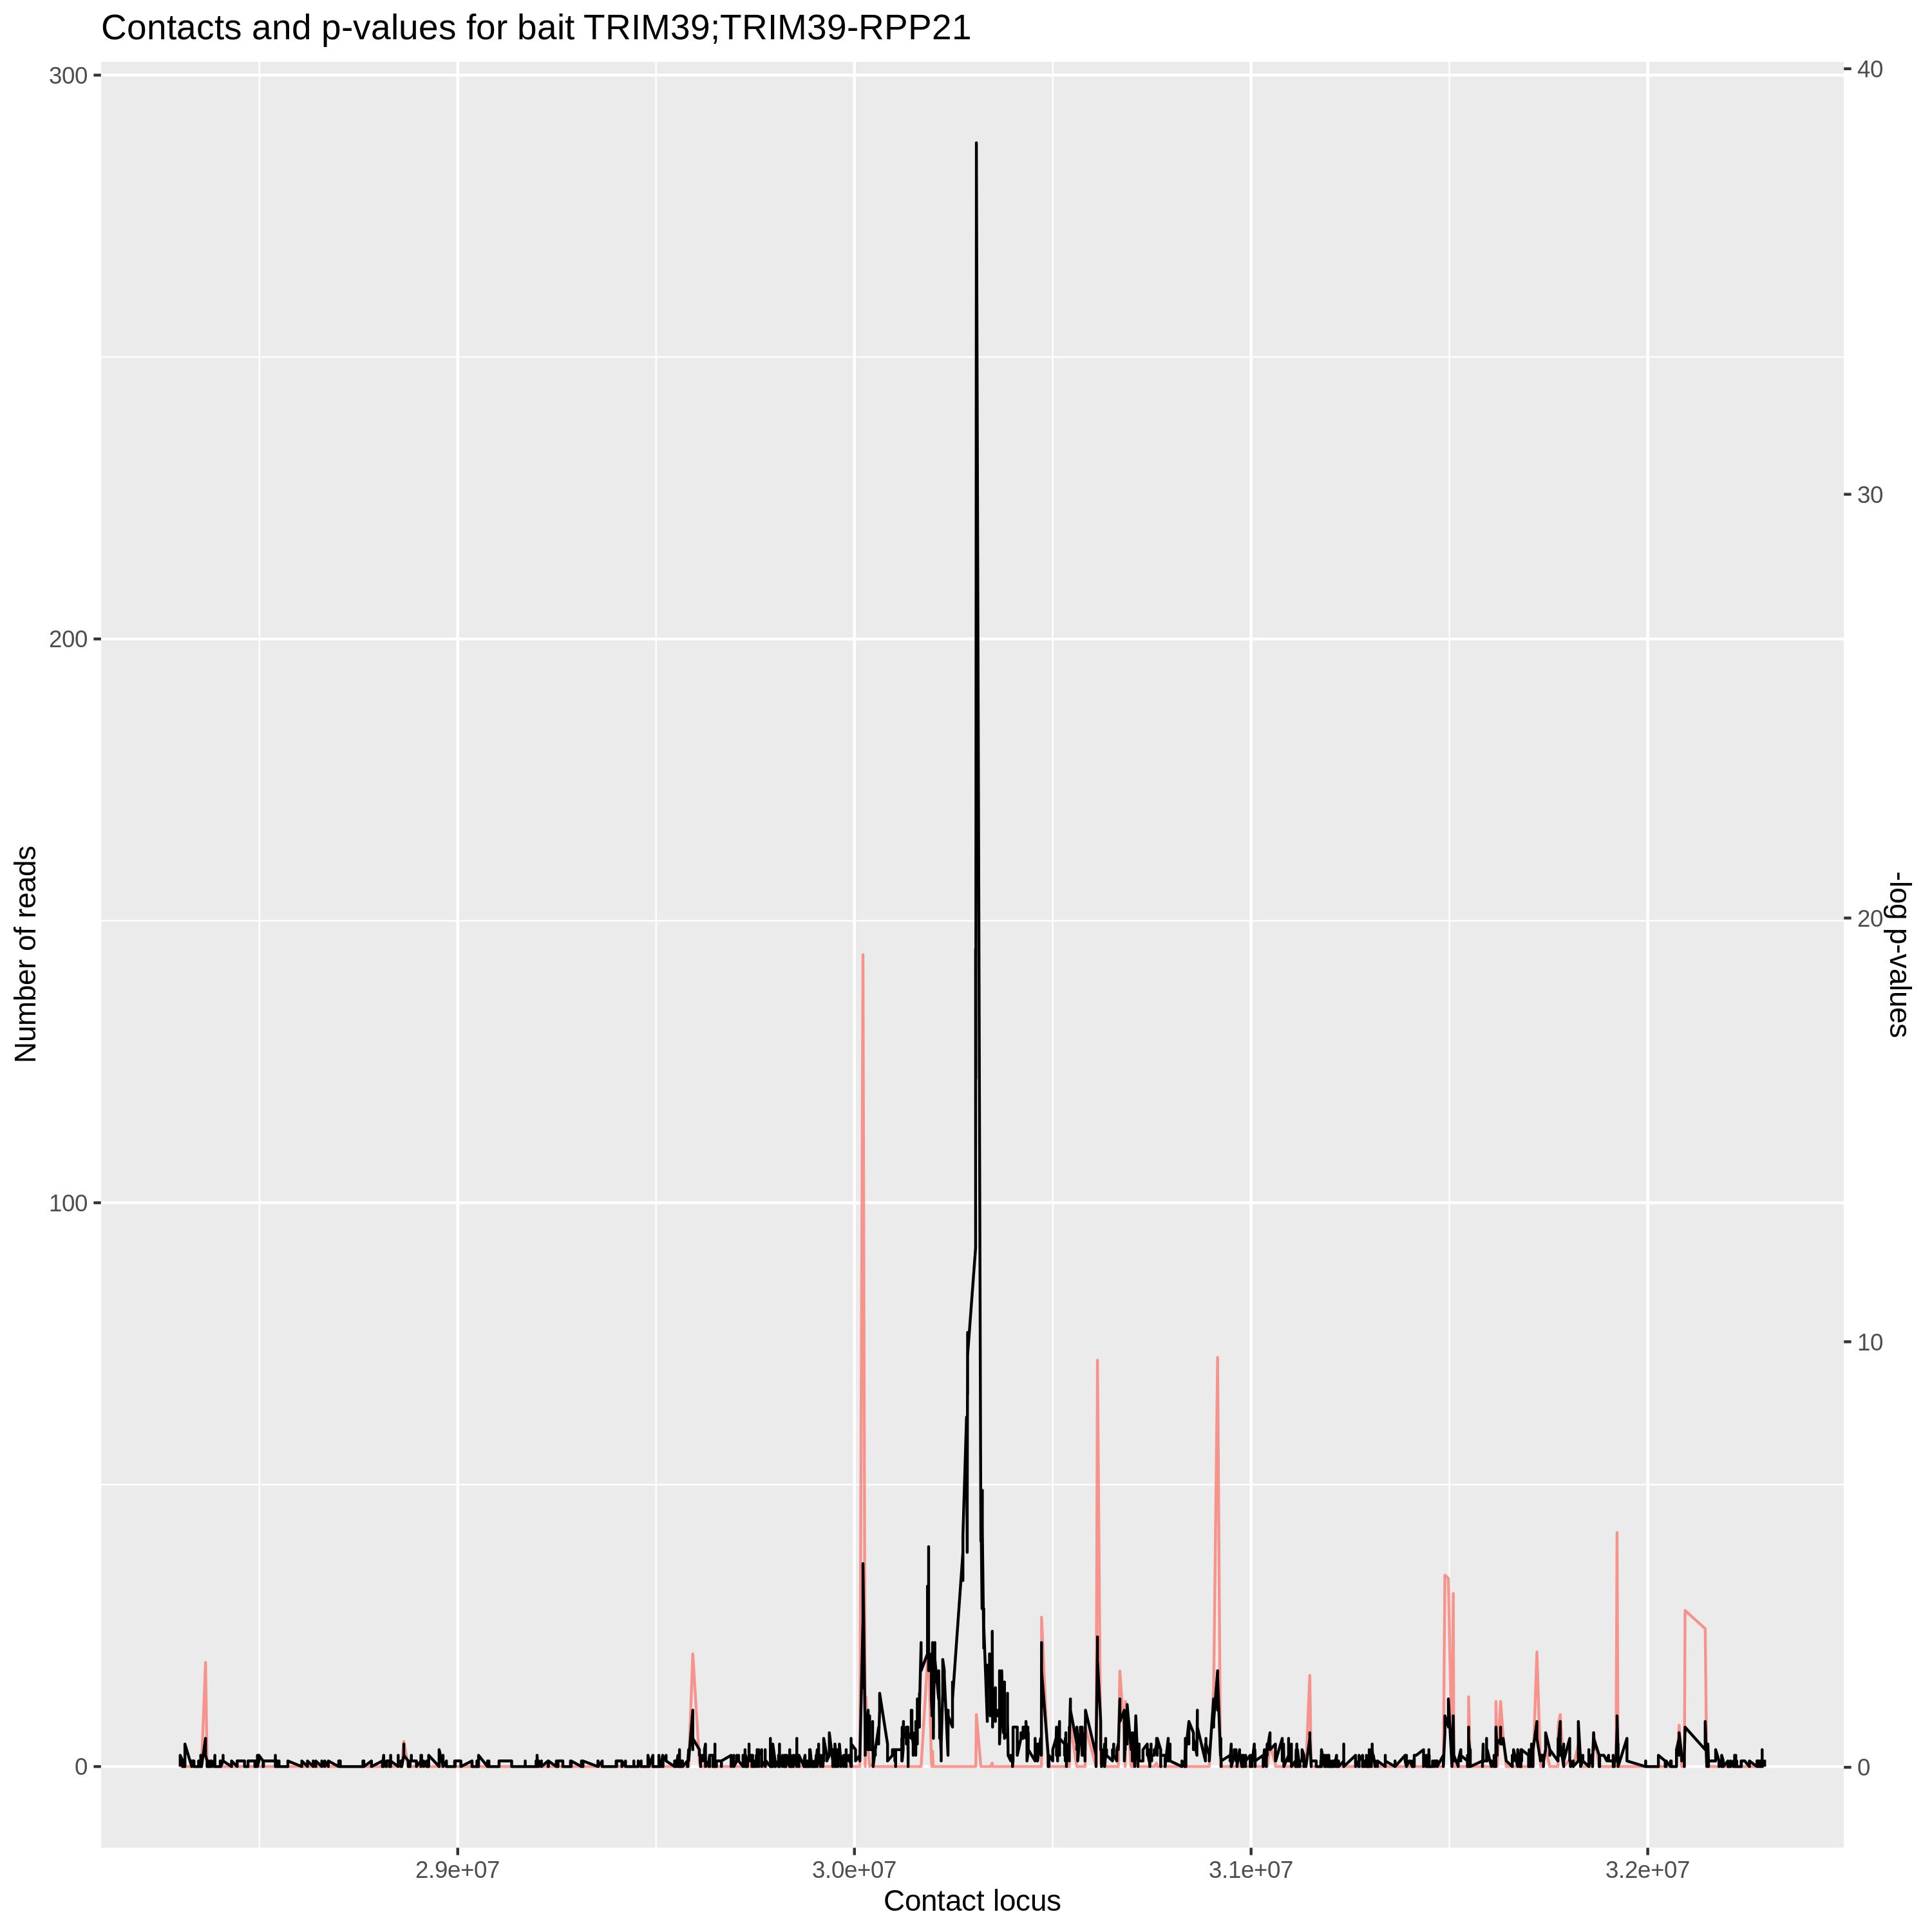 Contacts and p-values for bait TRIM39;TRIM39-RPP21
300
200
100
0
Number of reads
40
30
20
10
0
-log p-values
2.9e+07
3.0e+07
3.1e+07
3.2e+07
Contact locus